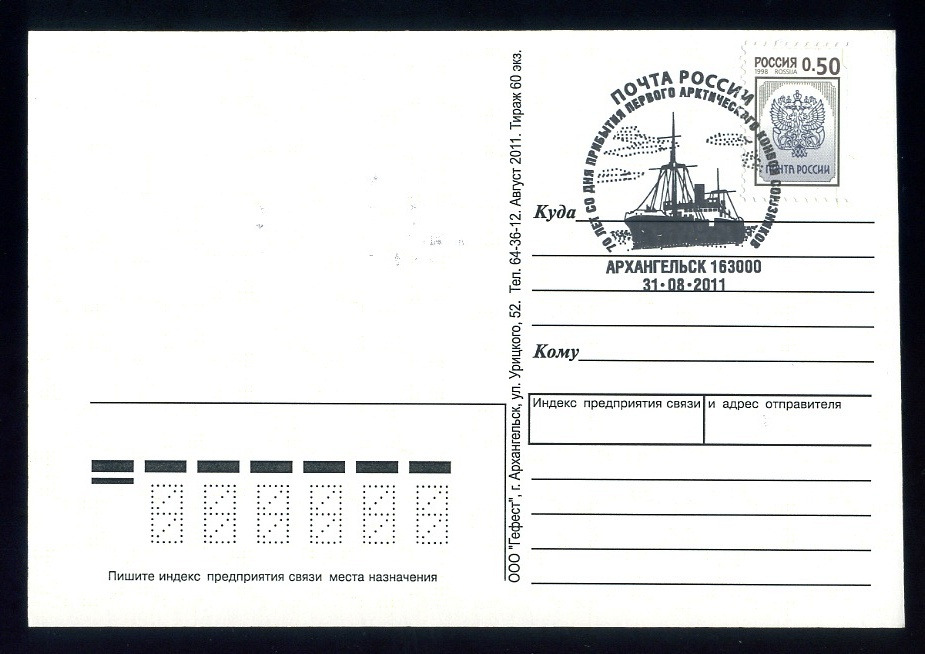 РОССИЯ 0.50
1998 ROSSIJA
ПОЧТА РОССИИ
ПОЧТА РОССИИ
70 ЛЕТ СО ДНЯ ПРИБЫТИЯ ПЕРВОГО АРКТИЧЕСКОГО КОНВОЯ СОЮЗНИКОВ
АРХАНГЕЛЬСК 163000
31·08·2011
Куда
Кому
Индекс предприятия связи и адрес отправителя
ООО "Гефест", г. Архангельск, ул. Урицкого, 52. Тел. 64-36-12. Август 2011. Тираж 60 экз.
Пишите индекс предприятия связи места назначения